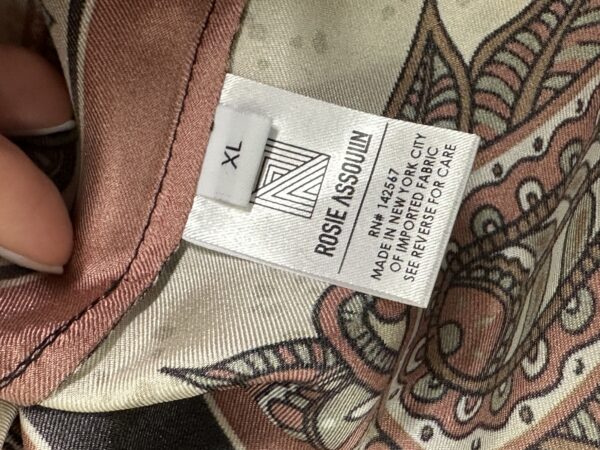 XL
ROSIE ASSOULIN
RN# 142567
MADE IN NEW YORK CITY
OF IMPORTED FABRIC
SEE REVERSE FOR CARE